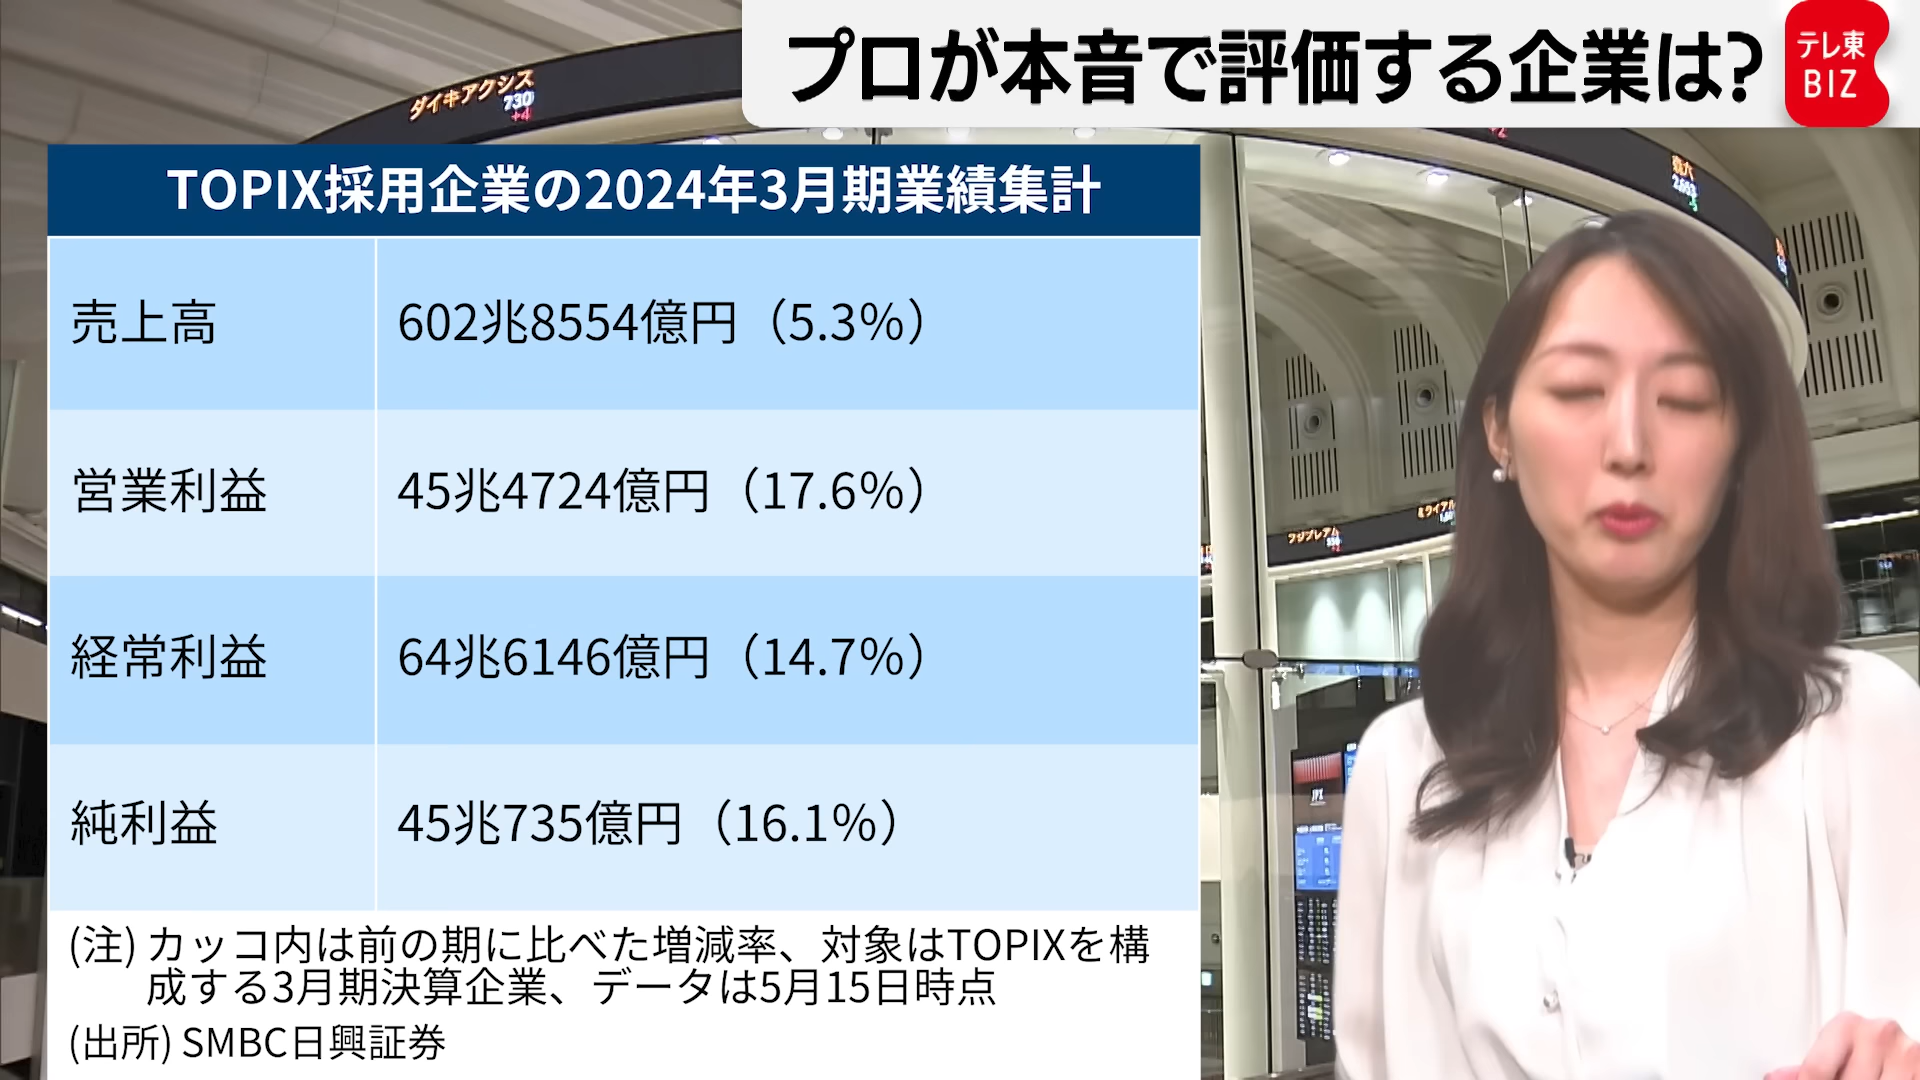 プロが本音で評価する企業は?
テレ東
BIZ
ダイキアクシス
730
+4
TOPIX採用企業の2024年3月期業績集計
売上高 602兆8554億円（5.3%）
営業利益 45兆4724億円（17.6%）
経常利益 64兆6146億円（14.7%）
純利益 45兆735億円（16.1%）
(注) カッコ内は前の期に比べた増減率、対象はTOPIXを構
成する3月期決算企業、データは5月15日時点
(出所) SMBC日興証券
フジプレアム
JPX